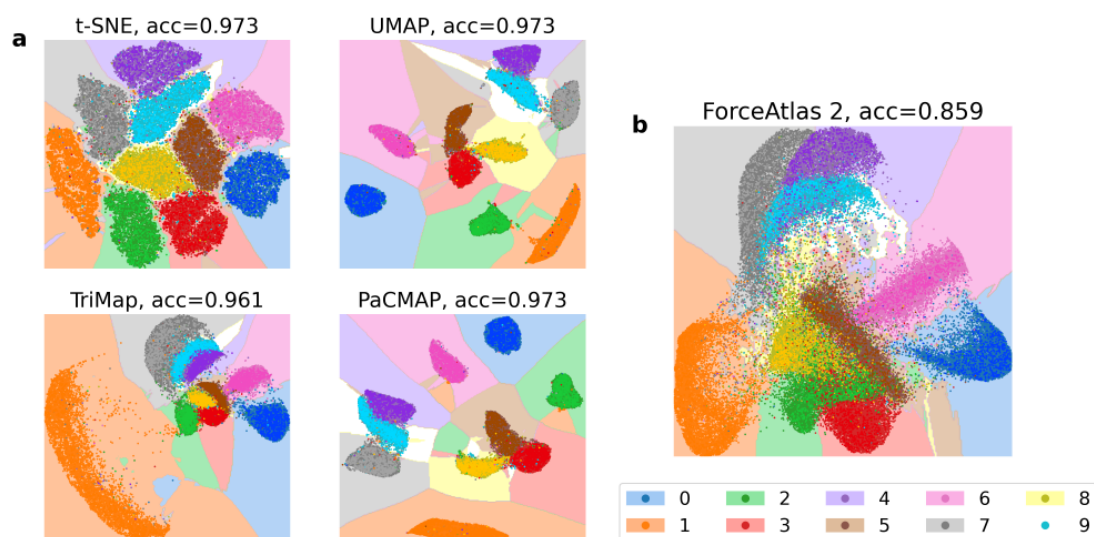 a
t-SNE, acc=0.973
UMAP, acc=0.973
TriMap, acc=0.961
PaCMAP, acc=0.973
b
ForceAtlas 2, acc=0.859
0 2 4 6 8
1 3 5 7 9